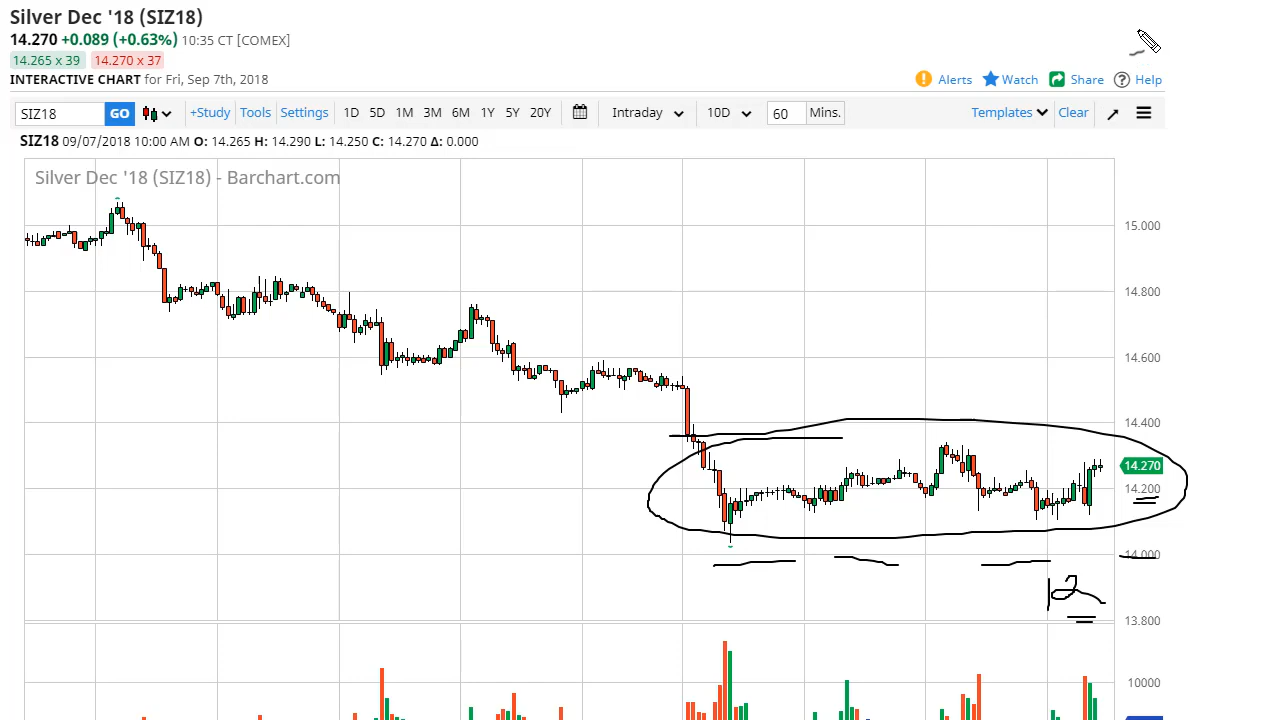 Silver Dec '18 (SIZ18)
14.270 +0.089 (+0.63%) 10:35 CT [COMEX]
14.265 x 39 14.270 x 37
INTERACTIVE CHART for Fri, Sep 7th, 2018
Alerts Watch Share Help
SIZ18 GO +Study Tools Settings 1D 5D 1M 3M 6M 1Y 5Y 20Y Intraday 10D 60 Mins. Templates Clear
SIZ18 09/07/2018 10:00 AM O: 14.265 H: 14.290 L: 14.250 C: 14.270 Δ: 0.000
Silver Dec '18 (SIZ18) - Barchart.com
15.000
14.800
14.600
14.400
14.270
14.200
14.000
12
13.800
10000